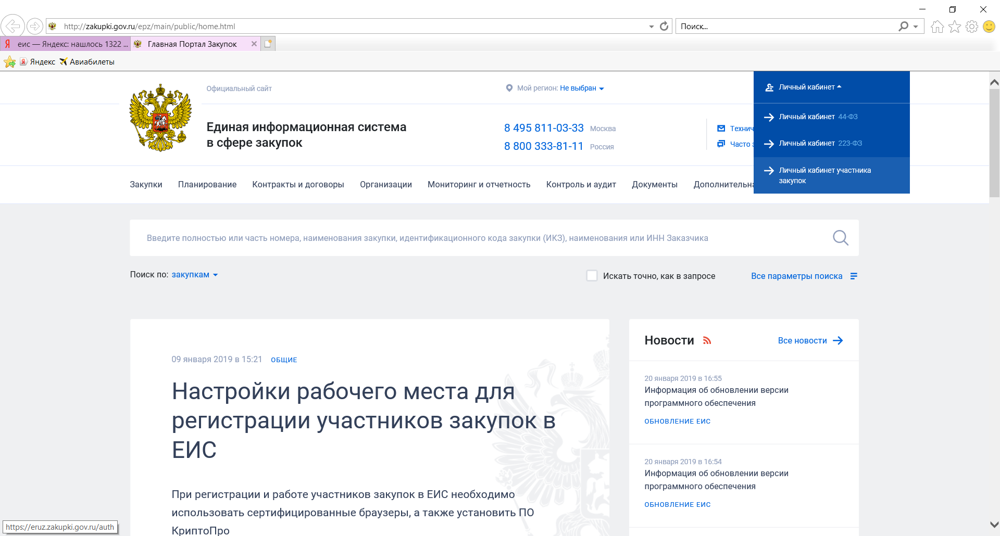 http://zakupki.gov.ru/epz/main/public/home.html
Поиск...
еис — Яндекс: нашлось 1322 ...
Главная Портал Закупок
Яндекс
Авиабилеты
Официальный сайт
Мой регион: Не выбран
Личный кабинет
Единая информационная система
в сфере закупок
8 495 811-03-33 Москва
8 800 333-81-11 Россия
Технич
Часто з
Личный кабинет 44-ФЗ
Личный кабинет 223-ФЗ
Личный кабинет участника
закупок
Закупки Планирование Контракты и договоры Организации Мониторинг и отчетность Контроль и аудит Документы Дополнительна
Введите полностью или часть номера, наименования закупки, идентификационного кода закупки (ИКЗ), наименования или ИНН Заказчика
Поиск по: закупкам
Искать точно, как в запросе
Все параметры поиска
09 января 2019 в 15:21 ОБЩИЕ
Настройки рабочего места для
регистрации участников закупок в
ЕИС
При регистрации и работе участников закупок в ЕИС необходимо
использовать сертифицированные браузеры, а также установить ПО
КриптоПро
Новости
Все новости
20 января 2019 в 16:55
Информация об обновлении версии
программного обеспечения
ОБНОВЛЕНИЕ ЕИС
20 января 2019 в 16:54
Информация об обновлении версии
программного обеспечения
ОБНОВЛЕНИЕ ЕИС
https://eruz.zakupki.gov.ru/auth